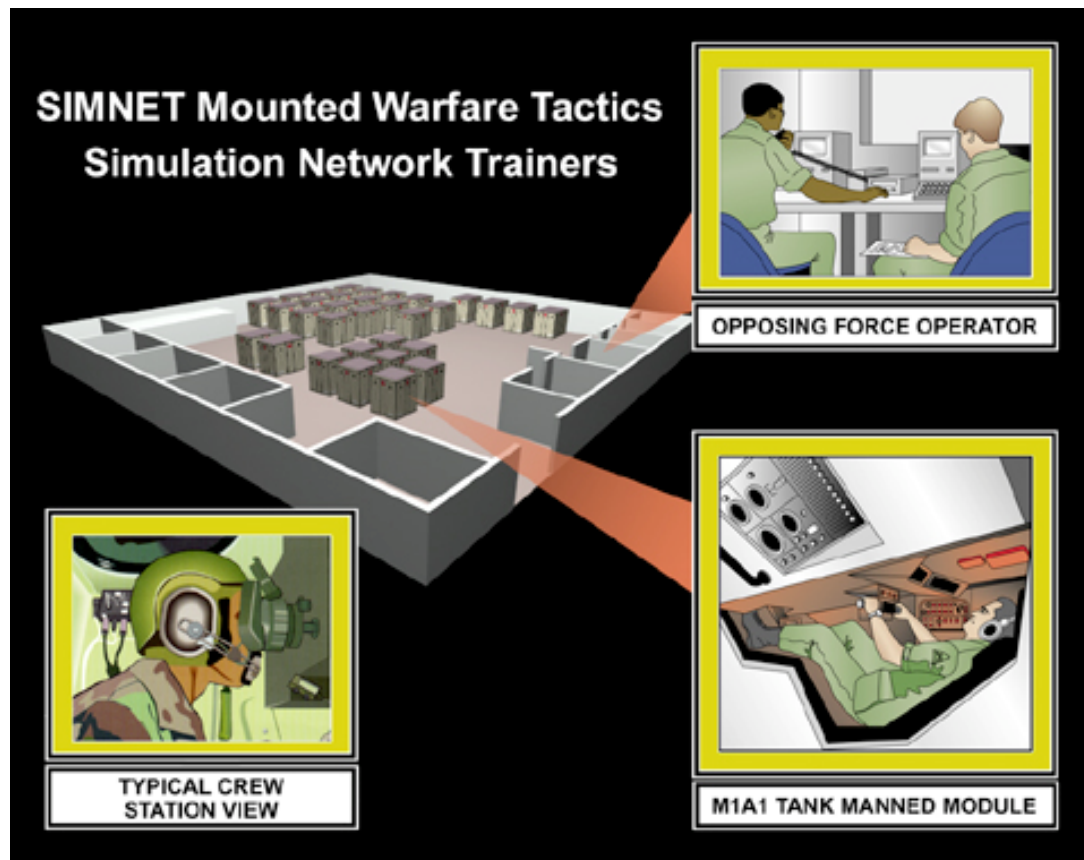 SIMNET Mounted Warfare Tactics
Simulation Network Trainers
OPPOSING FORCE OPERATOR
TYPICAL CREW
STATION VIEW
M1A1 TANK MANNED MODULE